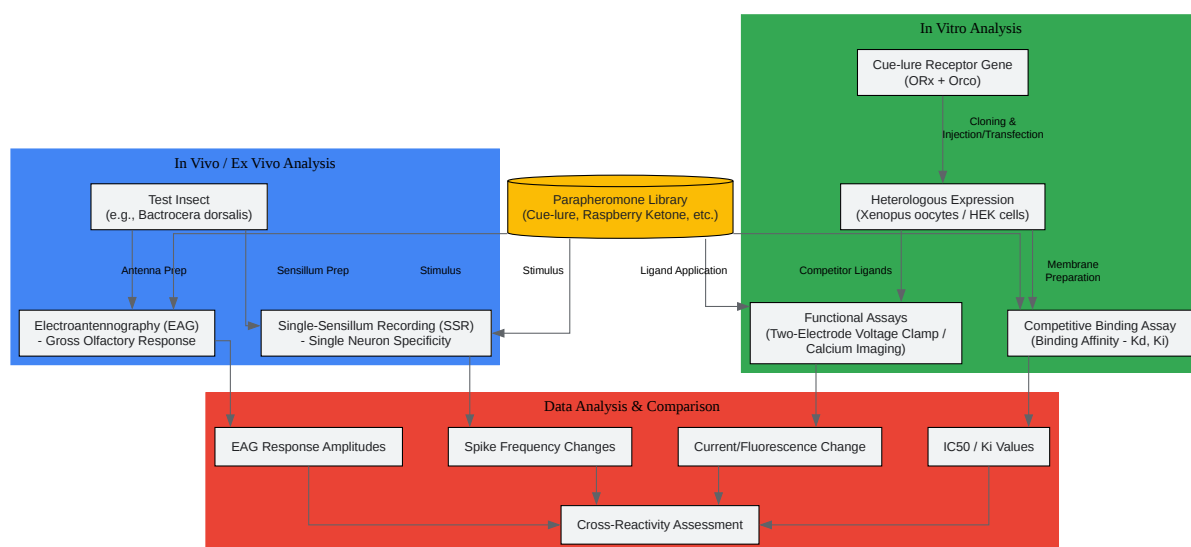 In Vitro Analysis
Cue-lure Receptor Gene
(ORx + Orco)
Cloning &
Injection/Transfection
In Vivo / Ex Vivo Analysis
Test Insect
(e.g., Bactrocera dorsalis)
Parapheromone Library
(Cue-lure, Raspberry Ketone, etc.)
Heterologous Expression
(Xenopus oocytes / HEK cells)
Antenna Prep
Sensillum Prep
Stimulus
Stimulus
Ligand Application
Competitor Ligands
Membrane
Preparation
Electroantennography (EAG)
- Gross Olfactory Response
Single-Sensillum Recording (SSR)
- Single Neuron Specificity
Functional Assays
(Two-Electrode Voltage Clamp /
Calcium Imaging)
Competitive Binding Assay
(Binding Affinity - Kd, Ki)
Data Analysis & Comparison
EAG Response Amplitudes
Spike Frequency Changes
Current/Fluorescence Change
IC50 / Ki Values
Cross-Reactivity Assessment